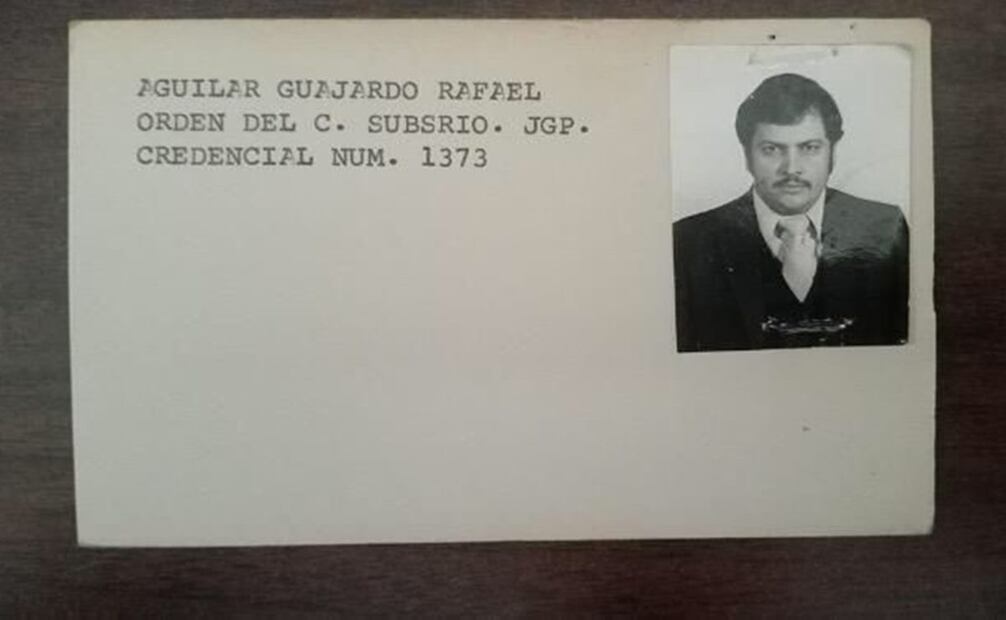 AGUILAR GUAJARDO RAFAEL
ORDEN DEL C. SUBSRIO. JGP.
CREDENCIAL NUM. 1373